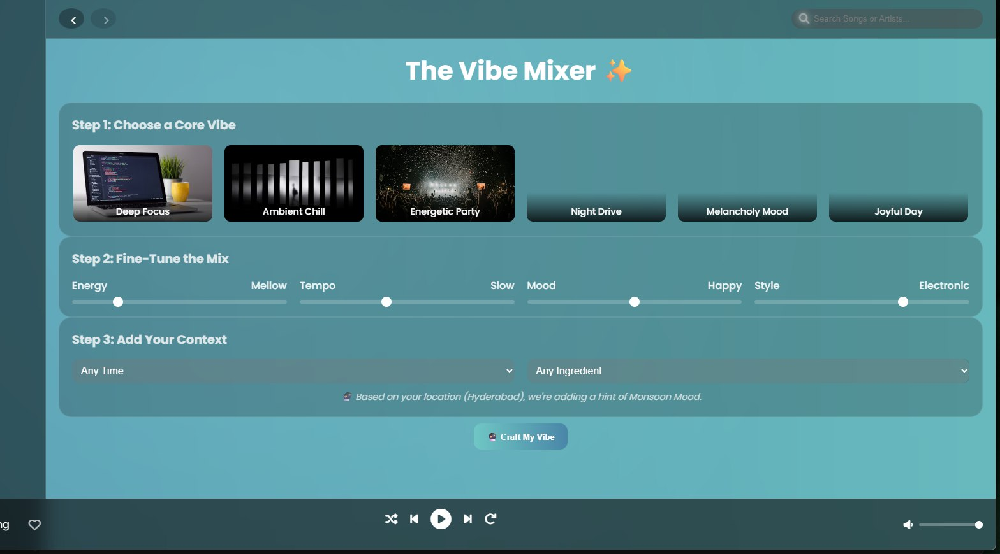 Search Songs or Artists...
The Vibe Mixer ✨
Step 1: Choose a Core Vibe
Deep Focus
Ambient Chill
Energetic Party
Night Drive
Melancholy Mood
Joyful Day
Step 2: Fine-Tune the Mix
Energy Mellow Tempo Slow Mood Happy Style Electronic
Step 3: Add Your Context
Any Time
Any Ingredient
🔮 Based on your location (Hyderabad), we're adding a hint of Monsoon Mood.
🔮 Craft My Vibe
ng